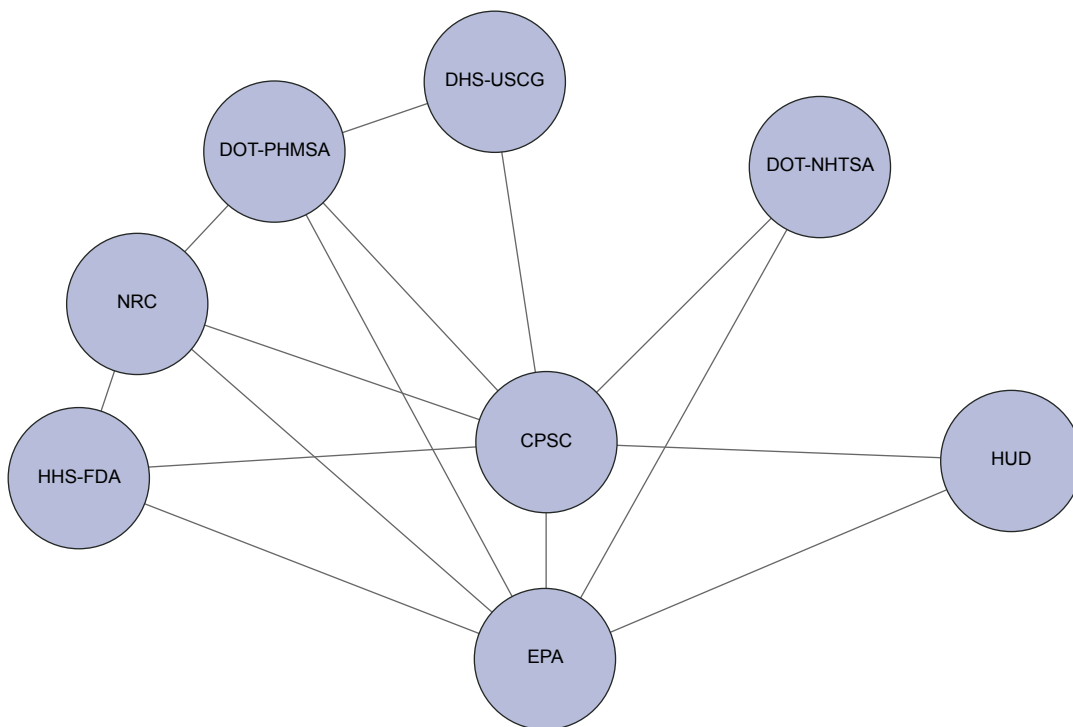 DHS-USCG
DOT-PHMSA
DOT-NHTSA
NRC
CPSC
HUD
HHS-FDA
EPA